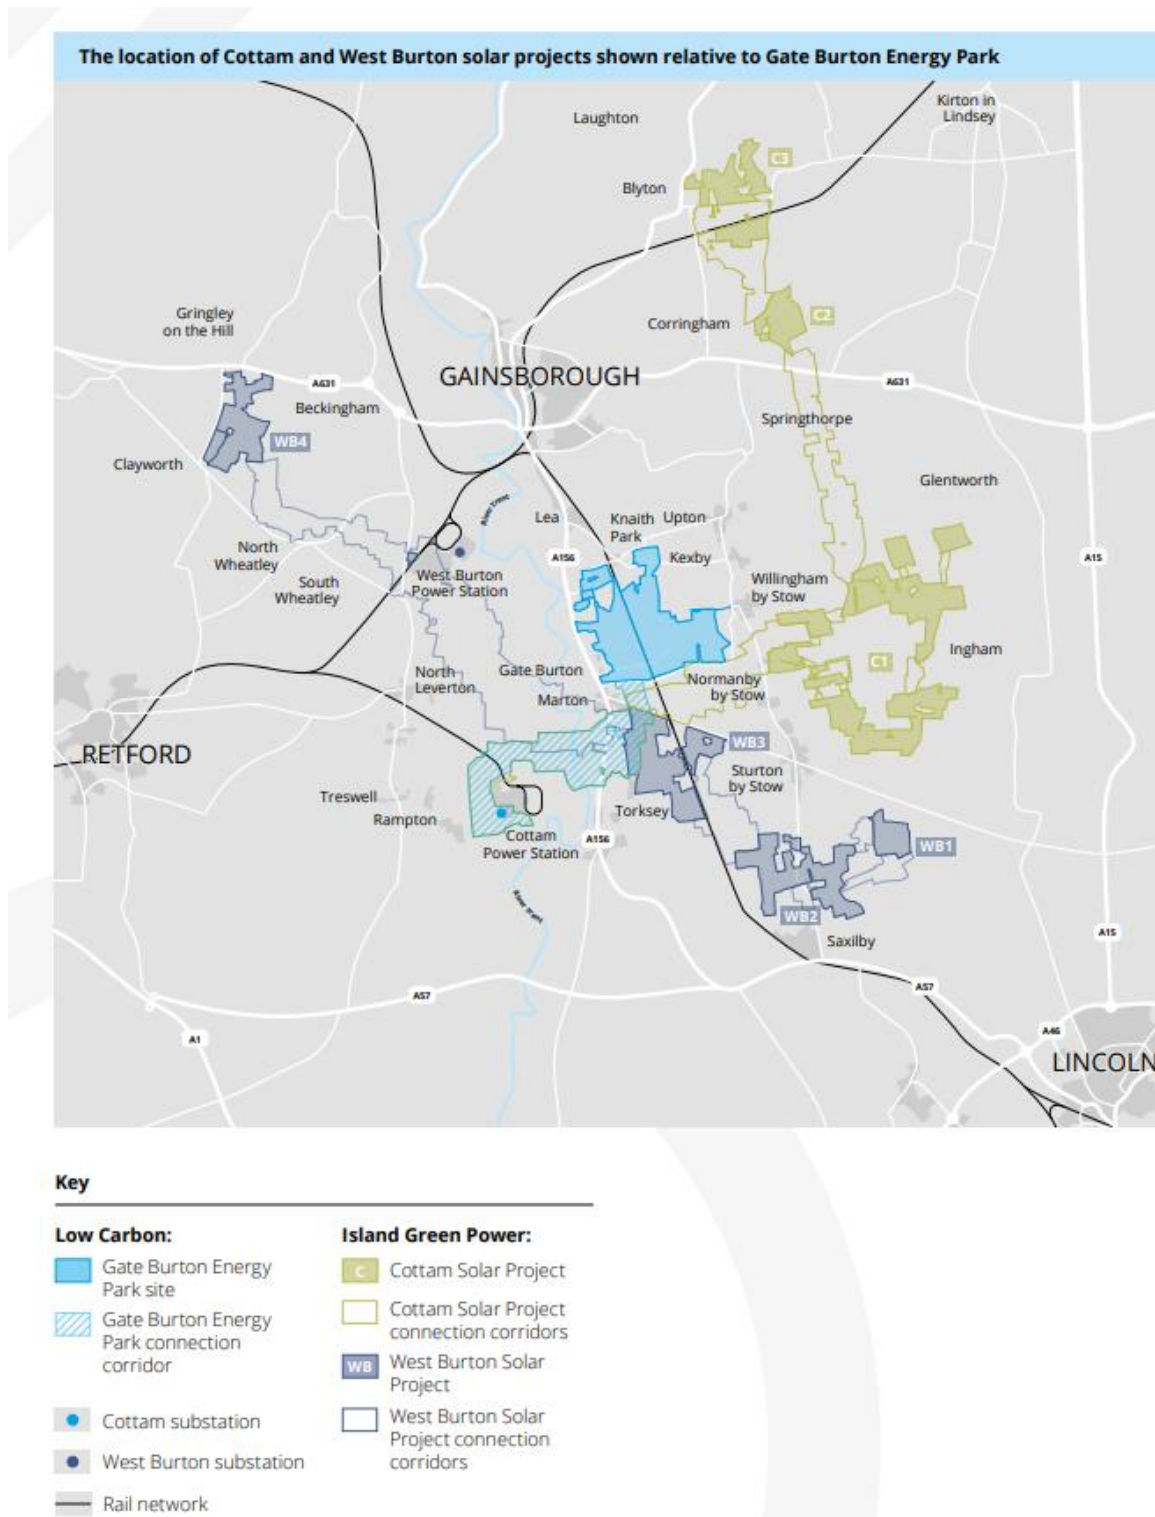 The location of Cottam and West Burton solar projects shown relative to Gate Burton Energy Park
Kirton in
Lindsey
Laughton
C3
Blyton
Gringley
on the Hill
C2
Corringham
GAINSBOROUGH
A631
A631
Beckingham
Springthorpe
WB4
Clayworth
Glentworth
River Trent
Lea
Knaith
Park
Upton
North
Wheatley
A156
Kexby
A15
West Burton
Power Station
South
Wheatley
Willingham
by Stow
Ingham
C1
North
Leverton
Gate Burton
Normanby
by Stow
Marton
RETFORD
WB3
Sturton
by Stow
Treswell
Rampton
Torksey
Cottam
Power Station
A156
WB1
River Trent
WB2
Saxilby
A15
A57
A57
A1
A46
LINCOLN
Key
Low Carbon:
Gate Burton Energy
Park site
Gate Burton Energy
Park connection
corridor
Cottam substation
West Burton substation
Rail network
Island Green Power:
C
Cottam Solar Project
Cottam Solar Project
connection corridors
WB
West Burton Solar
Project
West Burton Solar
Project connection
corridors